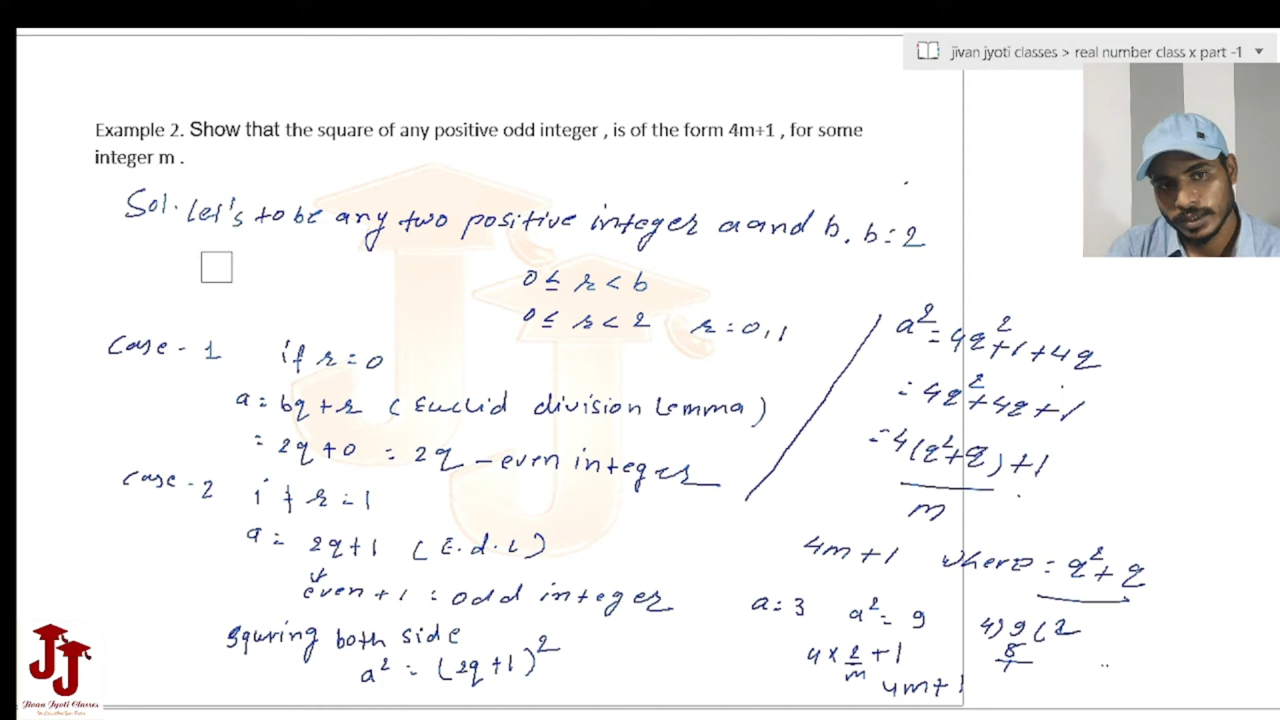 jivan jyoti classes > real number class x part -1
Example 2. Show that the square of any positive odd integer , is of the form 4m+1 , for some
integer m .
Sol. Let's to be any two positive integer a and b. b = 2
0 ≤ r < b
0 ≤ r < 2 r = 0, 1
Case - 1 if r = 0
a = bq + r (Euclid division Lemma)
= 2q + 0 = 2q - even integer
case - 2 if r = 1
a = 2q + 1 (E.d.L)
even + 1 = odd integer
squring both side
a² = (2q + 1)²
a² = 4q² + 1 + 4q
= 4q² + 4q + 1
= 4(q² + q) + 1
m
4m + 1 where = q² + q
a = 3 a² = 9 4) 9 ( 2
8
1
4 × 2 + 1
m
4m + 1
JJ
Jivan Jyoti Classes